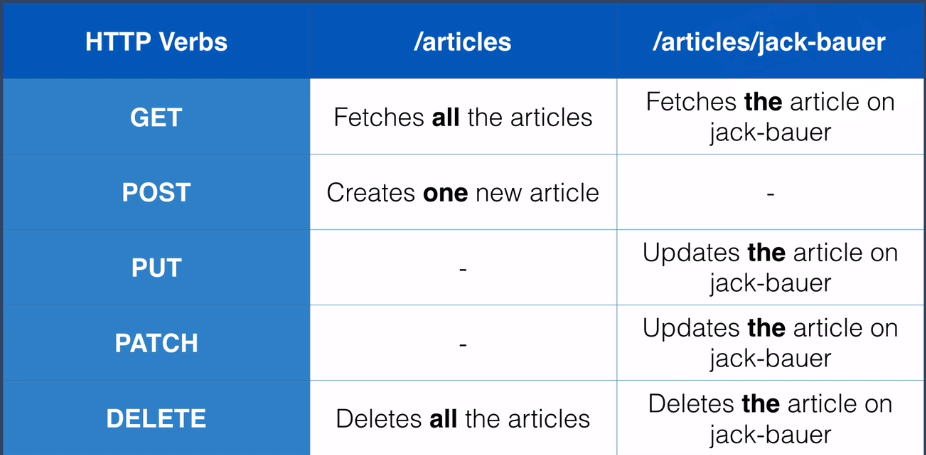 HTTP Verbs /articles /articles/jack-bauer
GET Fetches all the articles Fetches the article on
jack-bauer
POST Creates one new article -
PUT - Updates the article on
jack-bauer
PATCH - Updates the article on
jack-bauer
DELETE Deletes all the articles Deletes the article on
jack-bauer